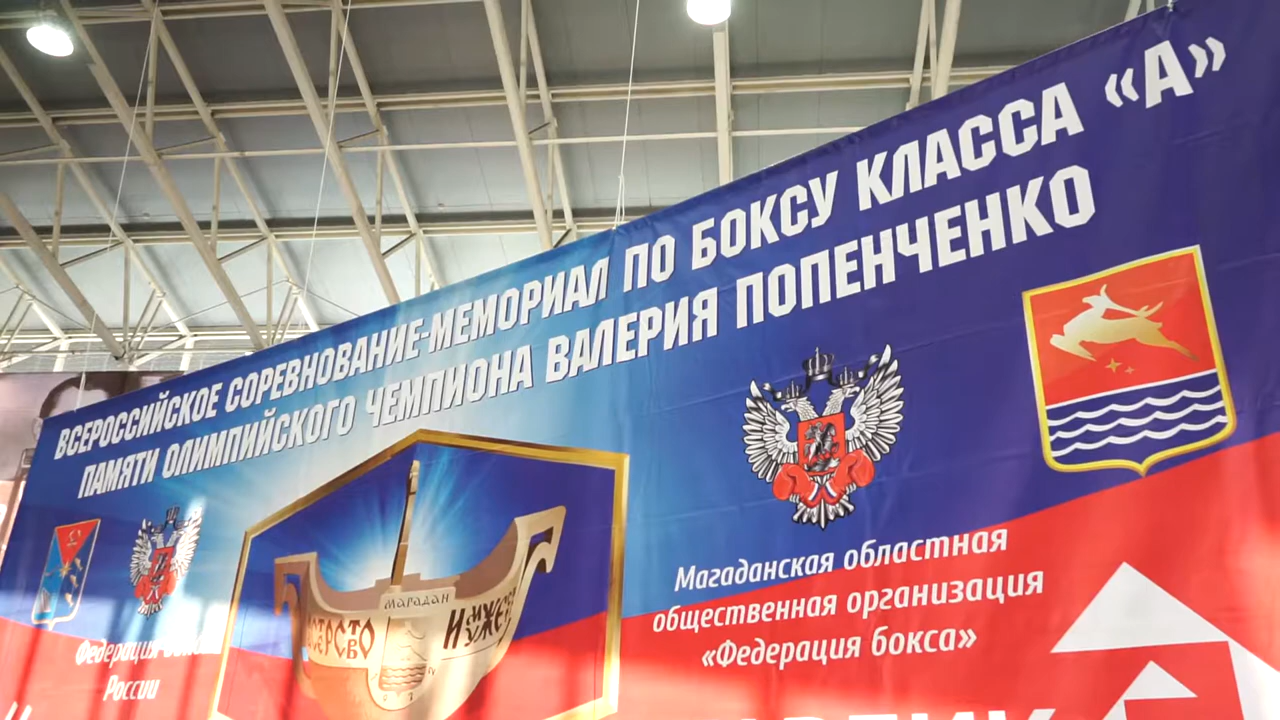 ВСЕРОССИЙСКОЕ СОРЕВНОВАНИЕ-МЕМОРИАЛ ПО БОКСУ КЛАССА «А»
ПАМЯТИ ОЛИМПИЙСКОГО ЧЕМПИОНА ВАЛЕРИЯ ПОПЕНЧЕНКО
Федерация бокса
России
МАГАДАН
Магаданская областная
общественная организация
«Федерация бокса»